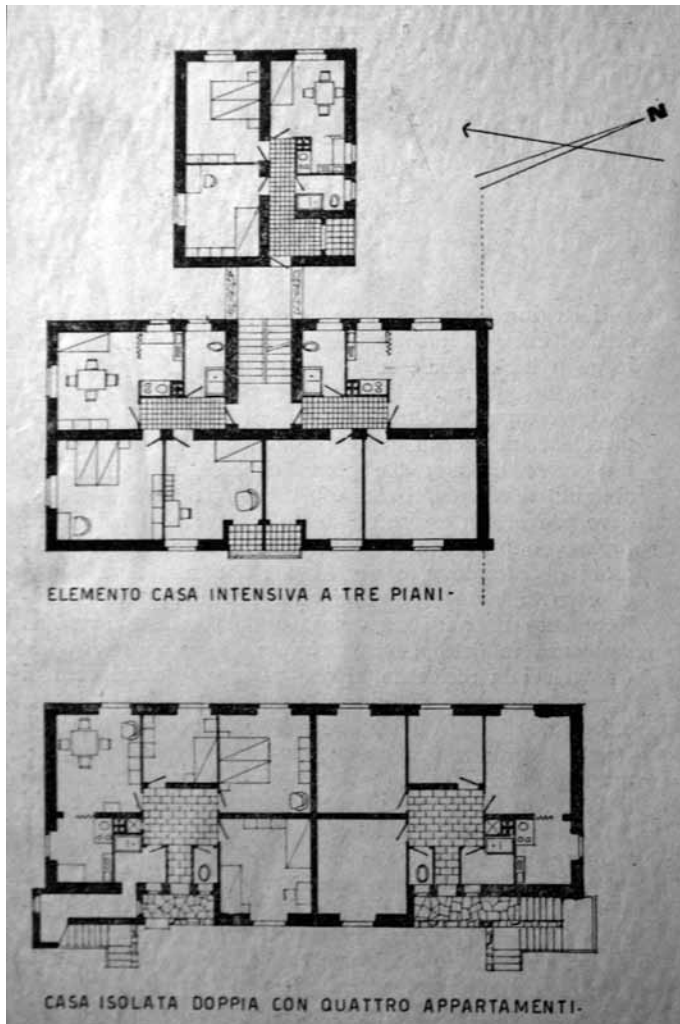 N
ELEMENTO CASA INTENSIVA A TRE PIANI-
CASA ISOLATA DOPPIA CON QUATTRO APPARTAMENTI-